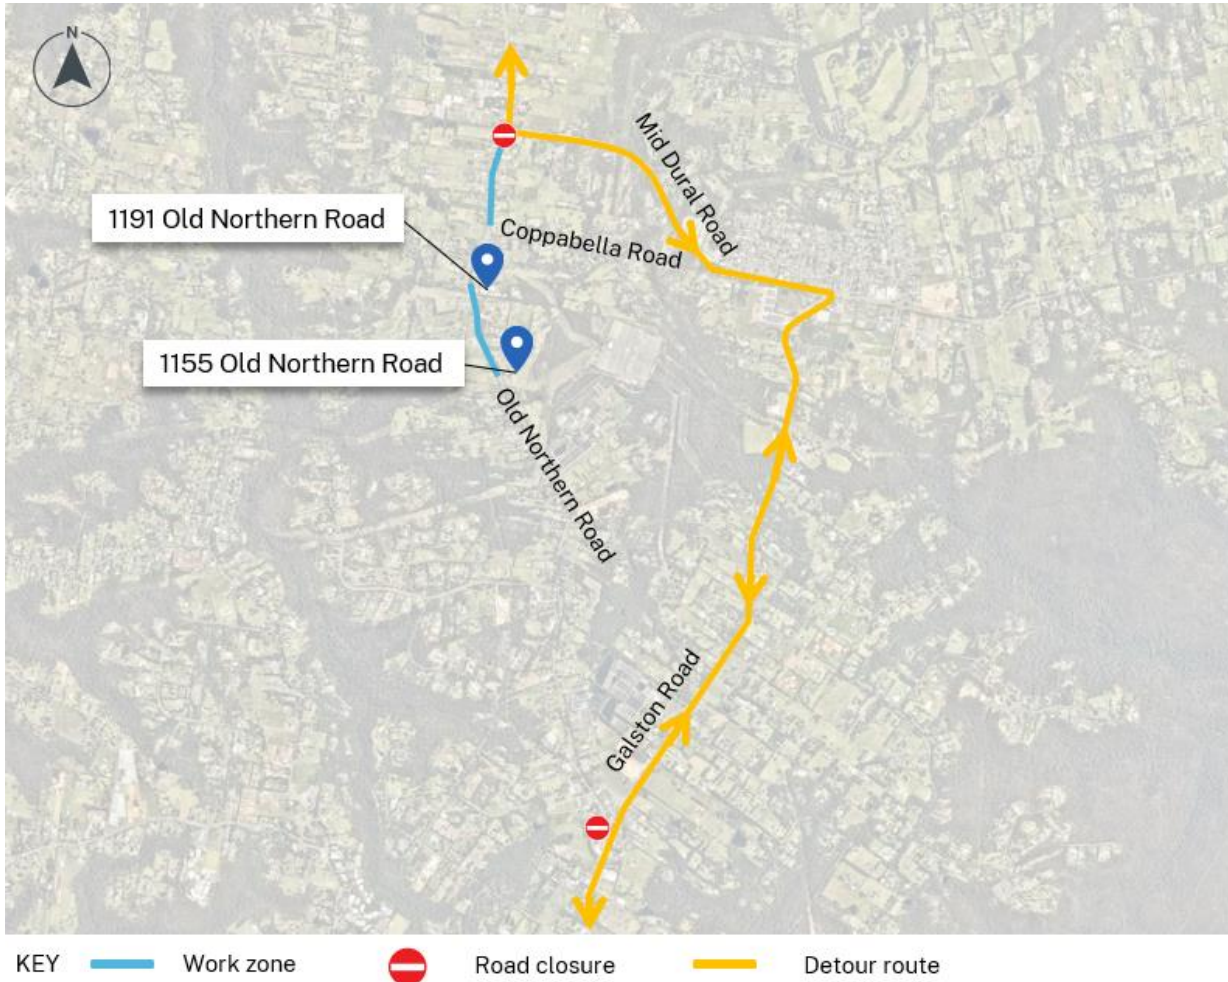 N
Mid Dural Road
1191 Old Northern Road
Coppabella Road
1155 Old Northern Road
Old Northern Road
Galston Road
KEY
Work zone
Road closure
Detour route